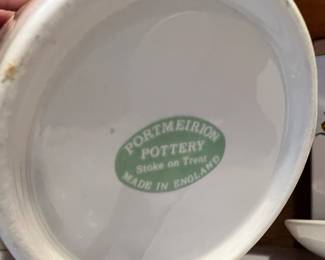 PORTMEIRION
POTTERY
Stoke on Trent
MADE IN ENGLAND